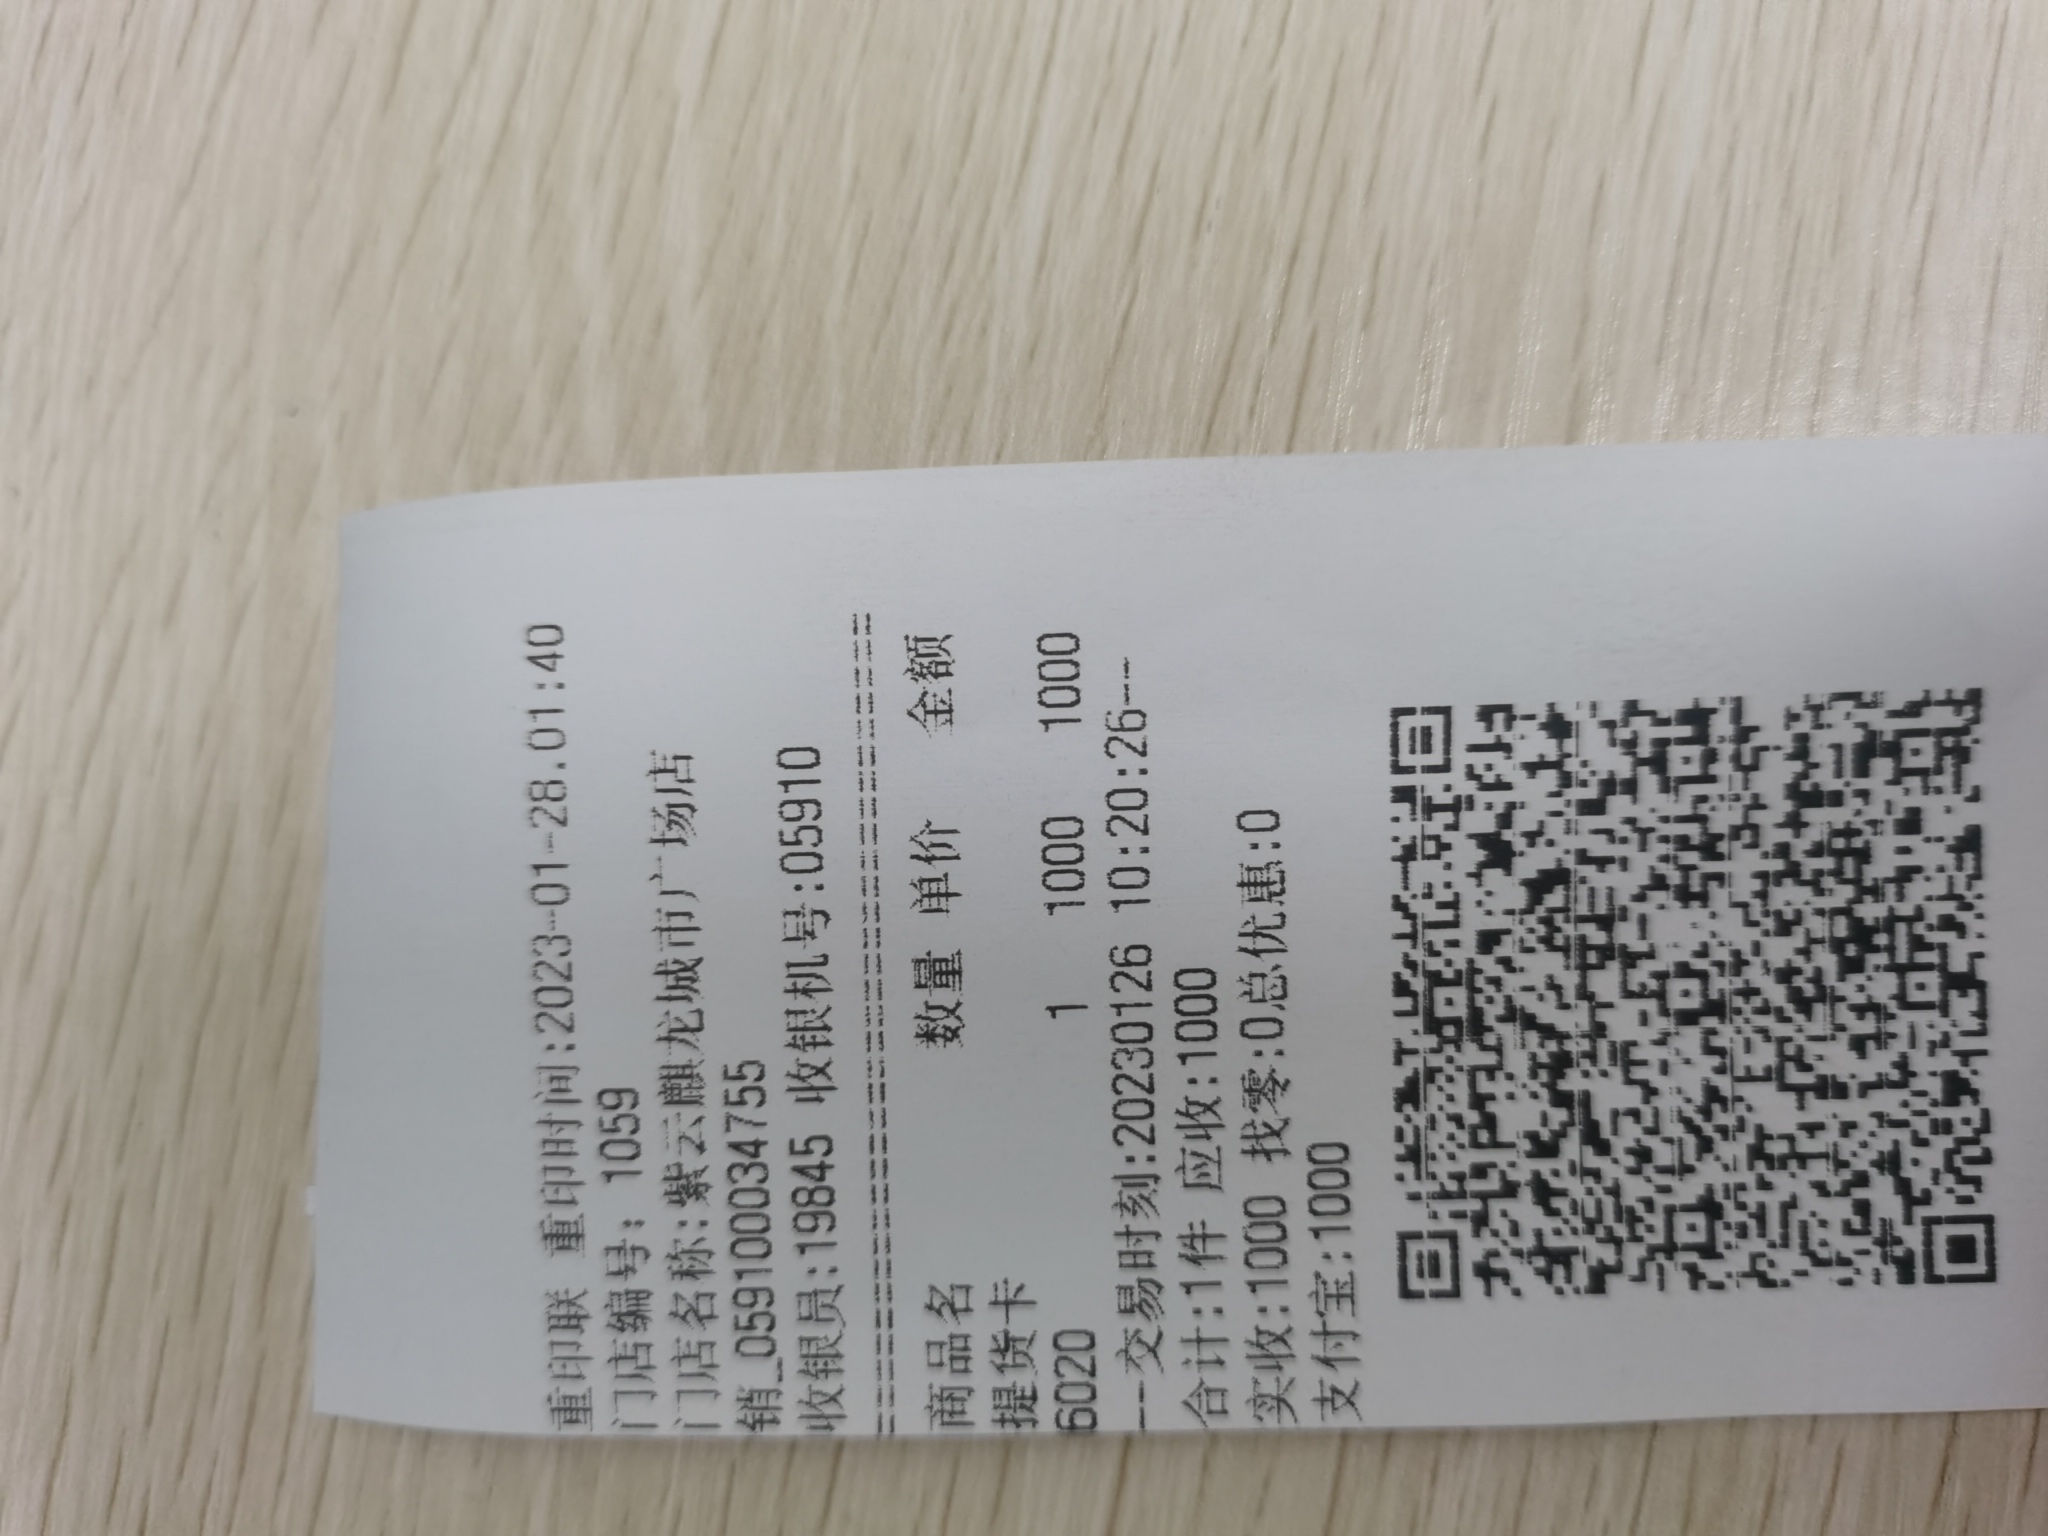 重印联 重印时间:2023-01-28.01:40
门店编号: 1059
门店名称:紫云麒龙城市广场店
销_0591000034755
收银员:19845 收银机号:05910
========================================
商品名 数量 单价 金额
提货卡
6020 1 1000 1000
--交易时刻:20230126 10:20:26--
合计:1件 应收:1000
实收:1000 找零:0总优惠:0
支付宝:1000